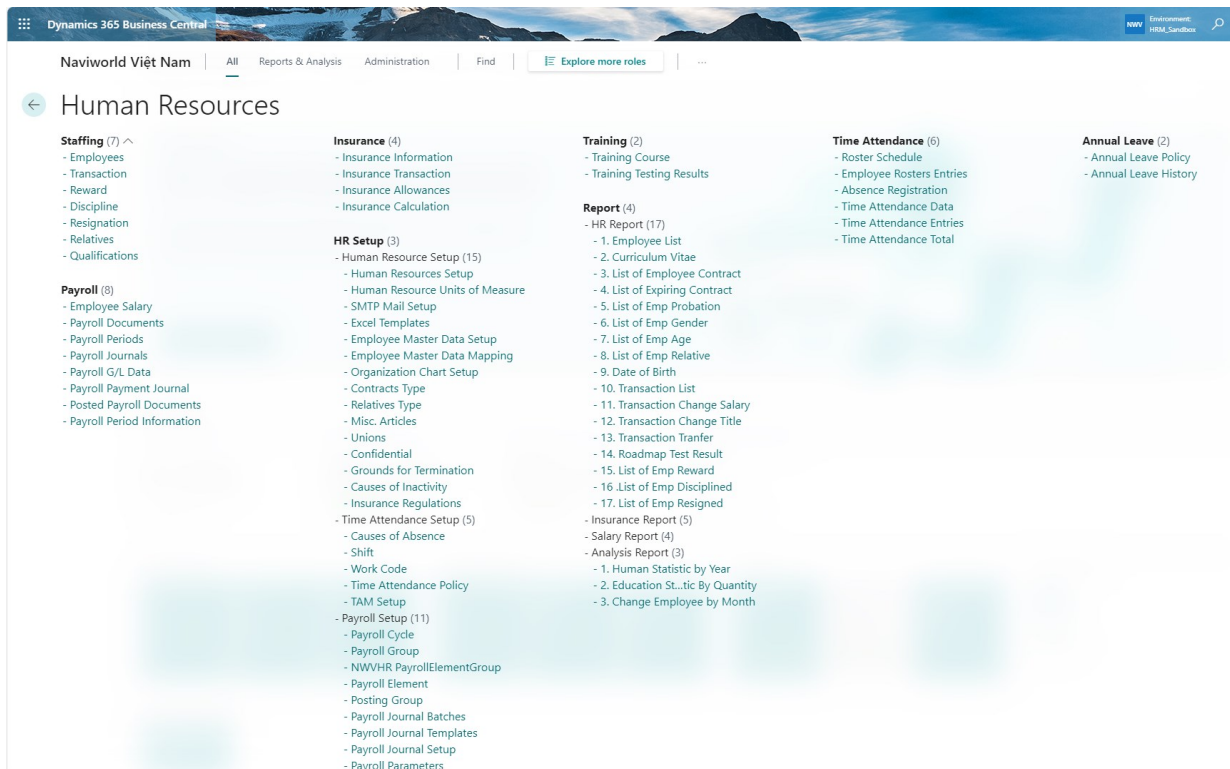 Dynamics 365 Business Central
NWV
Environment:
HRM_Sandbox
Naviworld Việt Nam
All
Reports & Analysis
Administration
Find
Explore more roles
...
Human Resources
Staffing (7)
- Employees
- Transaction
- Reward
- Discipline
- Resignation
- Relatives
- Qualifications
Payroll (8)
- Employee Salary
- Payroll Documents
- Payroll Periods
- Payroll Journals
- Payroll G/L Data
- Payroll Payment Journal
- Posted Payroll Documents
- Payroll Period Information
Insurance (4)
- Insurance Information
- Insurance Transaction
- Insurance Allowances
- Insurance Calculation
HR Setup (3)
- Human Resource Setup (15)
- Human Resources Setup
- Human Resource Units of Measure
- SMTP Mail Setup
- Excel Templates
- Employee Master Data Setup
- Employee Master Data Mapping
- Organization Chart Setup
- Contracts Type
- Relatives Type
- Misc. Articles
- Unions
- Confidential
- Grounds for Termination
- Causes of Inactivity
- Insurance Regulations
- Time Attendance Setup (5)
- Causes of Absence
- Shift
- Work Code
- Time Attendance Policy
- TAM Setup
- Payroll Setup (11)
- Payroll Cycle
- Payroll Group
- NWVHR PayrollElementGroup
- Payroll Element
- Posting Group
- Payroll Journal Batches
- Payroll Journal Templates
- Payroll Journal Setup
- Payroll Parameters
Training (2)
- Training Course
- Training Testing Results
Report (4)
- HR Report (17)
- 1. Employee List
- 2. Curriculum Vitae
- 3. List of Employee Contract
- 4. List of Expiring Contract
- 5. List of Emp Probation
- 6. List of Emp Gender
- 7. List of Emp Age
- 8. List of Emp Relative
- 9. Date of Birth
- 10. Transaction List
- 11. Transaction Change Salary
- 12. Transaction Change Title
- 13. Transaction Tranfer
- 14. Roadmap Test Result
- 15. List of Emp Reward
- 16 .List of Emp Disciplined
- 17. List of Emp Resigned
- Insurance Report (5)
- Salary Report (4)
- Analysis Report (3)
- 1. Human Statistic by Year
- 2. Education St...tic By Quantity
- 3. Change Employee by Month
Time Attendance (6)
- Roster Schedule
- Employee Rosters Entries
- Absence Registration
- Time Attendance Data
- Time Attendance Entries
- Time Attendance Total
Annual Leave (2)
- Annual Leave Policy
- Annual Leave History